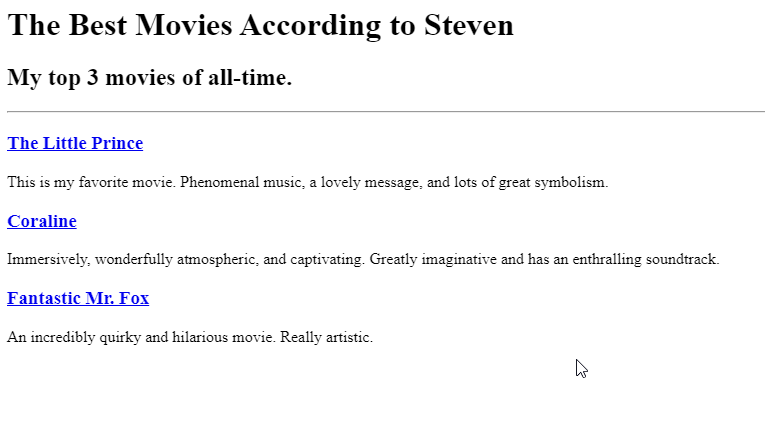 The Best Movies According to Steven
My top 3 movies of all-time.
The Little Prince
This is my favorite movie. Phenomenal music, a lovely message, and lots of great symbolism.
Coraline
Immersively, wonderfully atmospheric, and captivating. Greatly imaginative and has an enthralling soundtrack.
Fantastic Mr. Fox
An incredibly quirky and hilarious movie. Really artistic.